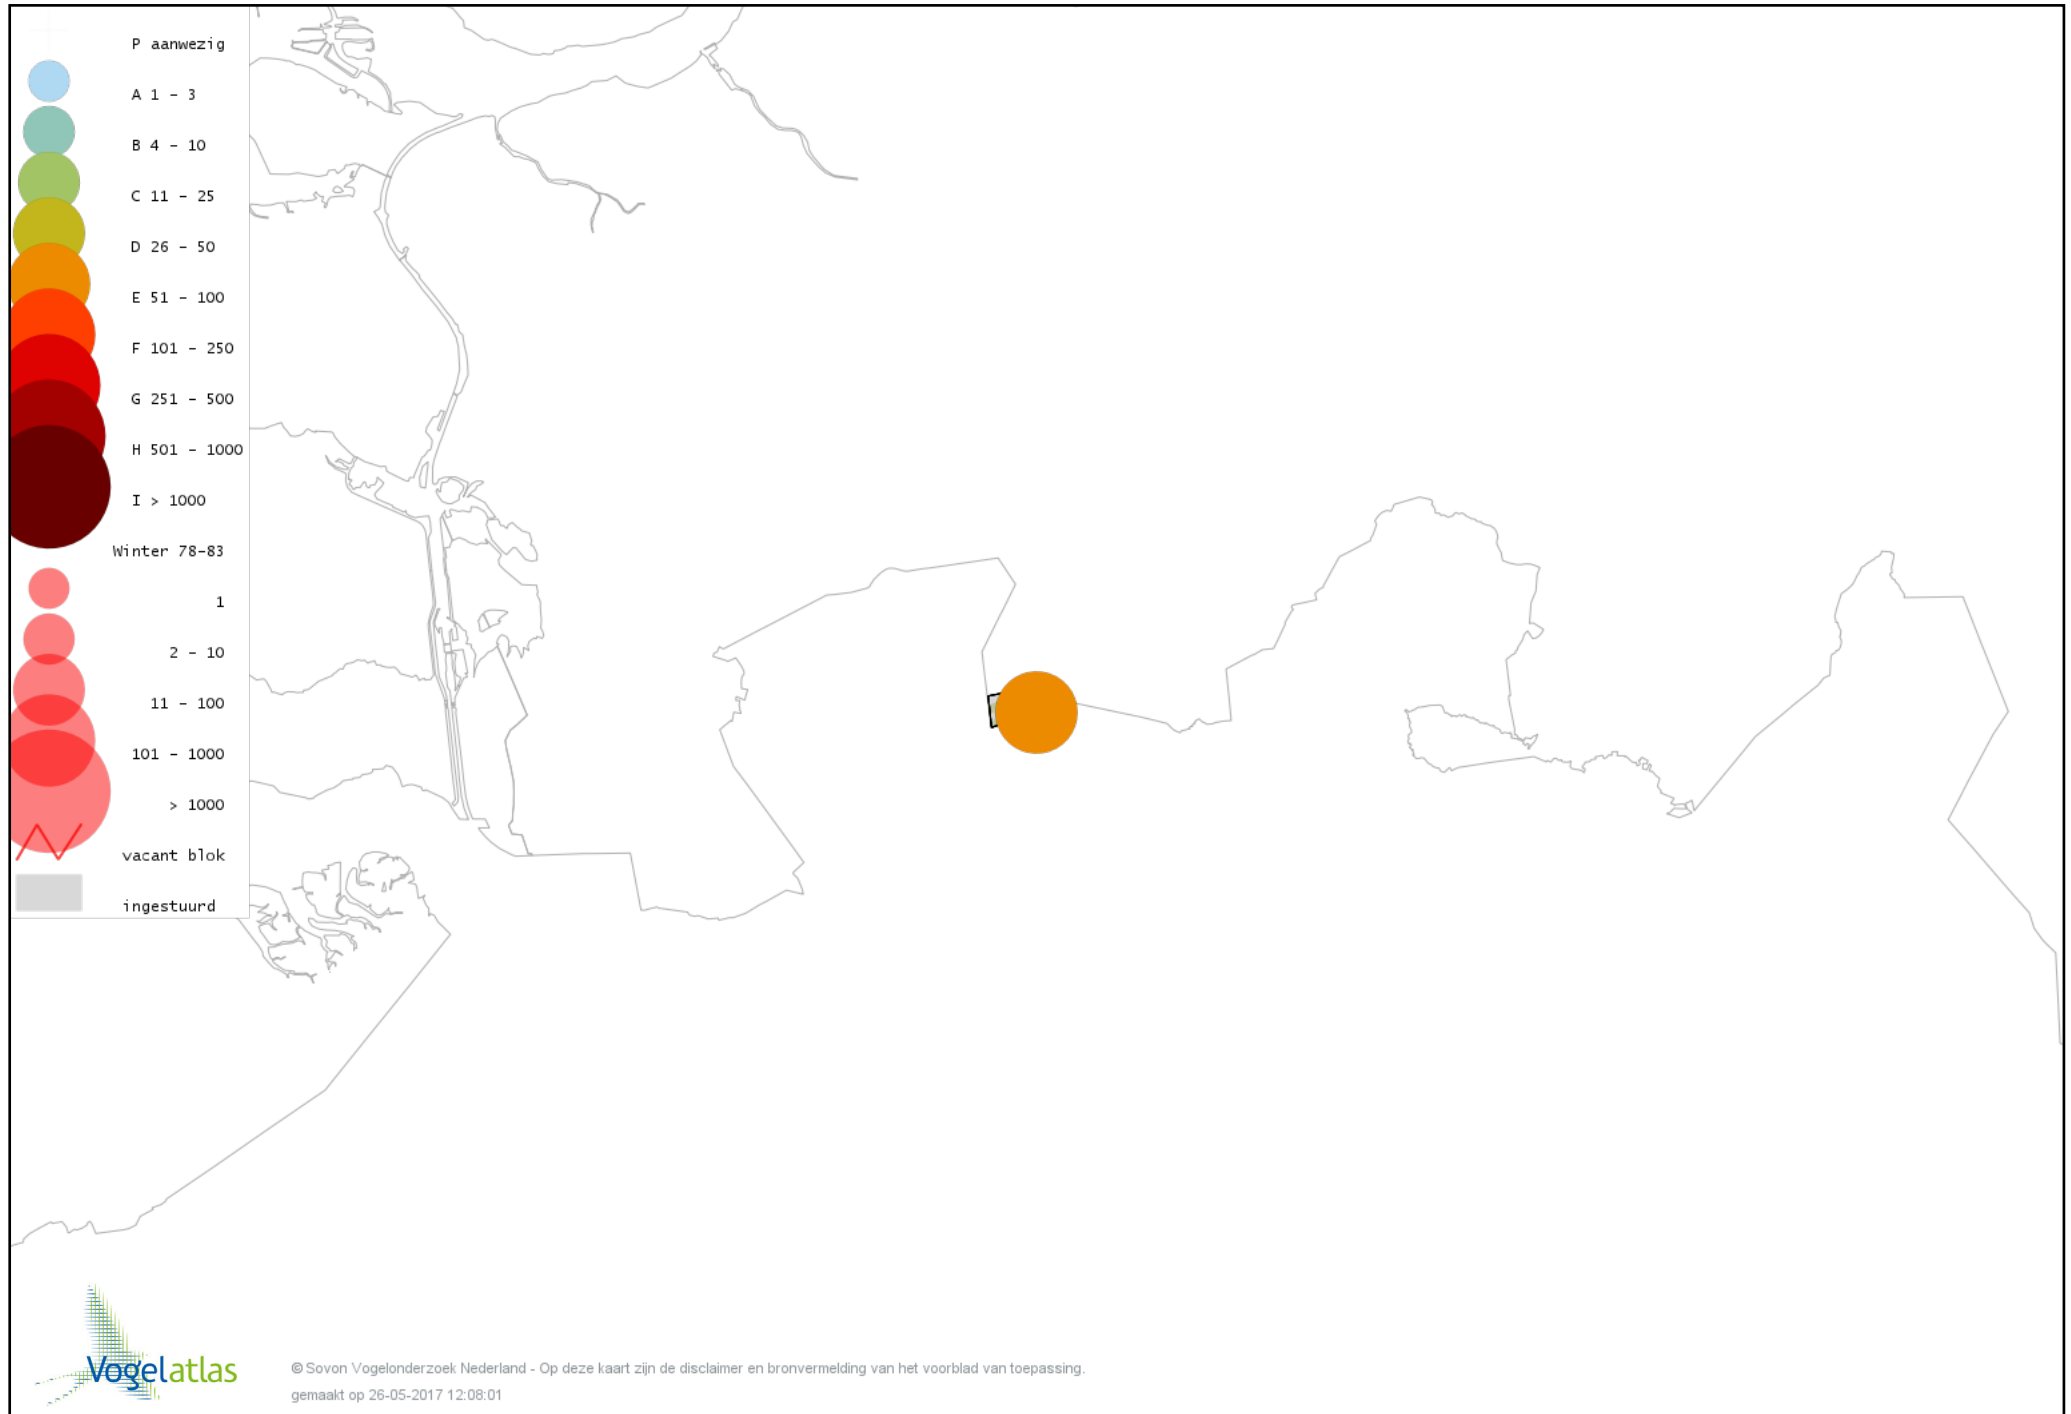 P aanwezig
A 1 – 3
B 4 – 10
C 11 – 25
D 26 – 50
E 51 – 100
F 101 – 250
G 251 – 500
H 501 – 1000
I > 1000
Winter 78-83
1
2 – 10
11 – 100
101 – 1000
> 1000
vacant blok
ingestuurd
Vogelatlas
© Sovon Vogelonderzoek Nederland - Op deze kaart zijn de disclaimer en bronvermelding van het voorblad van toepassing.
gemaakt op 26-05-2017 12:08:01